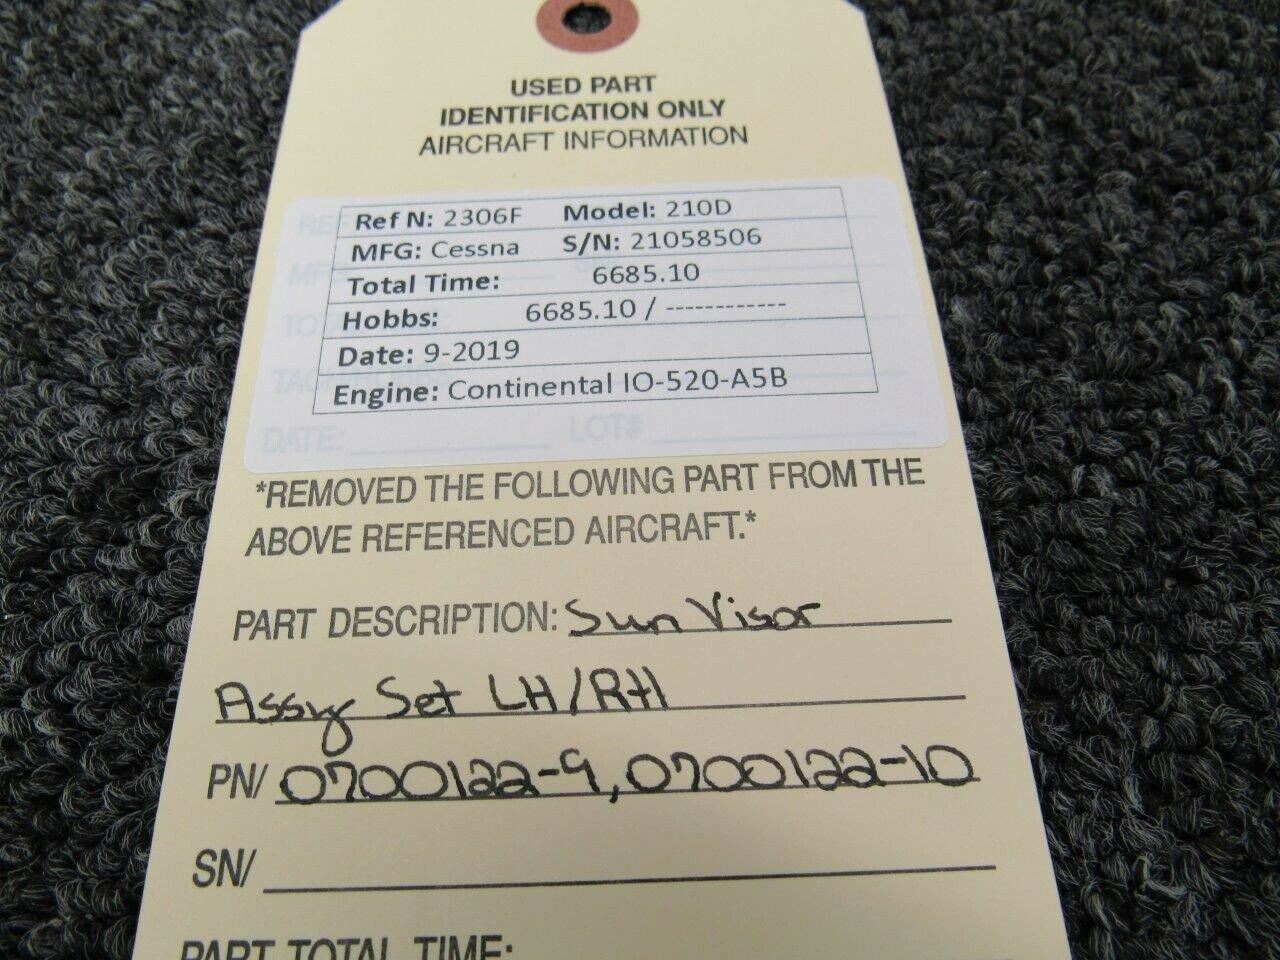 USED PART
IDENTIFICATION ONLY
AIRCRAFT INFORMATION
Ref N: 2306F Model: 210D
MFG: Cessna S/N: 21058506
Total Time: 6685.10
Hobbs: 6685.10 / ------------
Date: 9-2019
Engine: Continental IO-520-A5B
DATE: LOT#
*REMOVED THE FOLLOWING PART FROM THE
ABOVE REFERENCED AIRCRAFT.*
PART DESCRIPTION: Sun Visor
Assy Set LH/RH
PN/ 0700122-9, 0700122-10
SN/
PART TOTAL TIME: